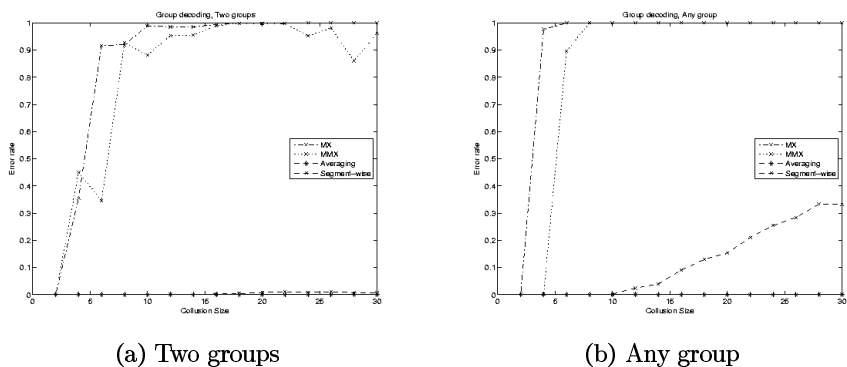 Group decoding, Two groups
1
0.9
0.8
0.7
0.6
0.5
0.4
0.3
0.2
0.1
0
Error rate
MX
MMX
Averaging
Segment-wise
0 5 10 15 20 25 30
Collusion Size
(a) Two groups
Group decoding, Any group
1
0.9
0.8
0.7
0.6
0.5
0.4
0.3
0.2
0.1
0
Error rate
MX
MMX
Averaging
Segment-wise
0 5 10 15 20 25 30
Collusion Size
(b) Any group